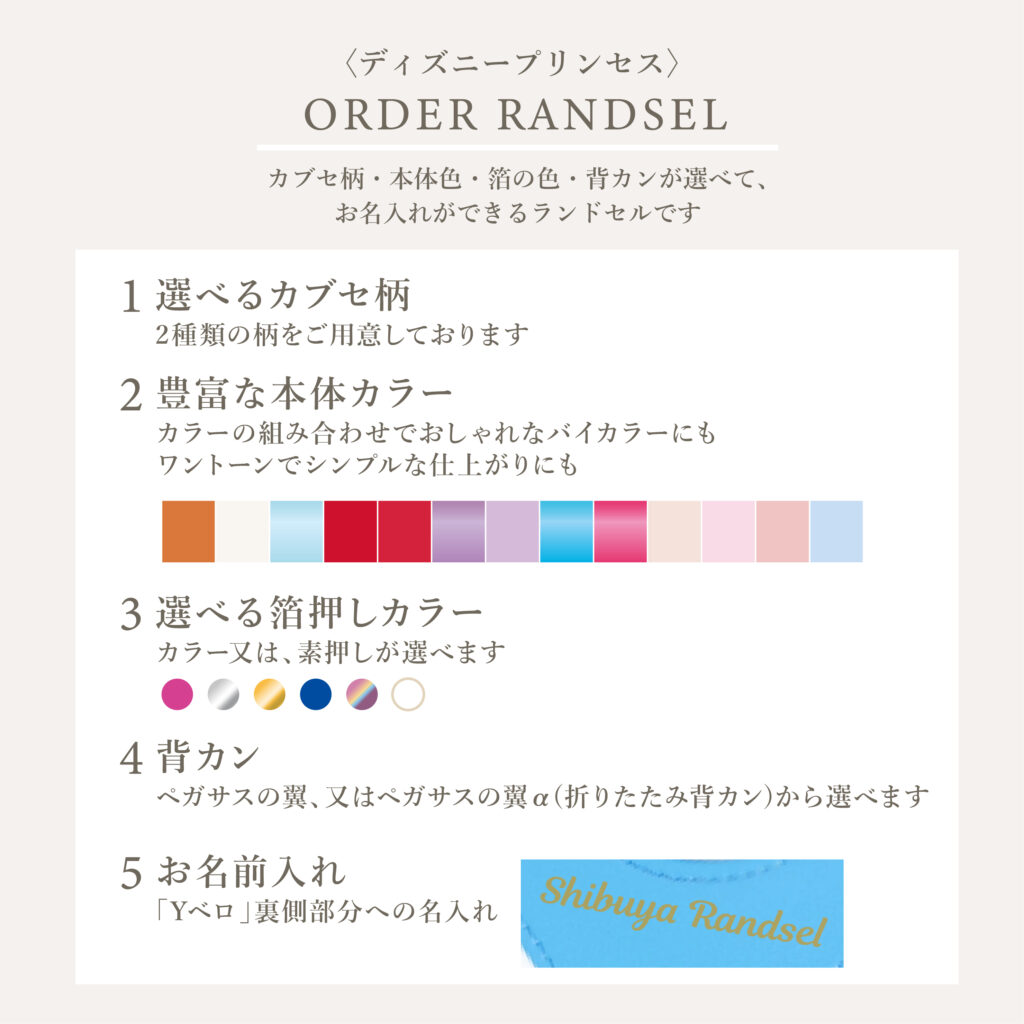 〈ディズニープリンセス〉
ORDER RANDSEL
カブセ柄・本体色・箔の色・背カンが選べて、
お名入れができるランドセルです
1 選べるカブセ柄
2種類の柄をご用意しております
2 豊富な本体カラー
カラーの組み合わせでおしゃれなバイカラーにも
ワントーンでシンプルな仕上がりにも
3 選べる箔押しカラー
カラー又は、素押しが選べます
4 背カン
ペガサスの翼、又はペガサスの翼α(折りたたみ背カン)から選べます
5 お名前入れ
「Yベロ」裏側部分への名入れ
Shibuya Randsel